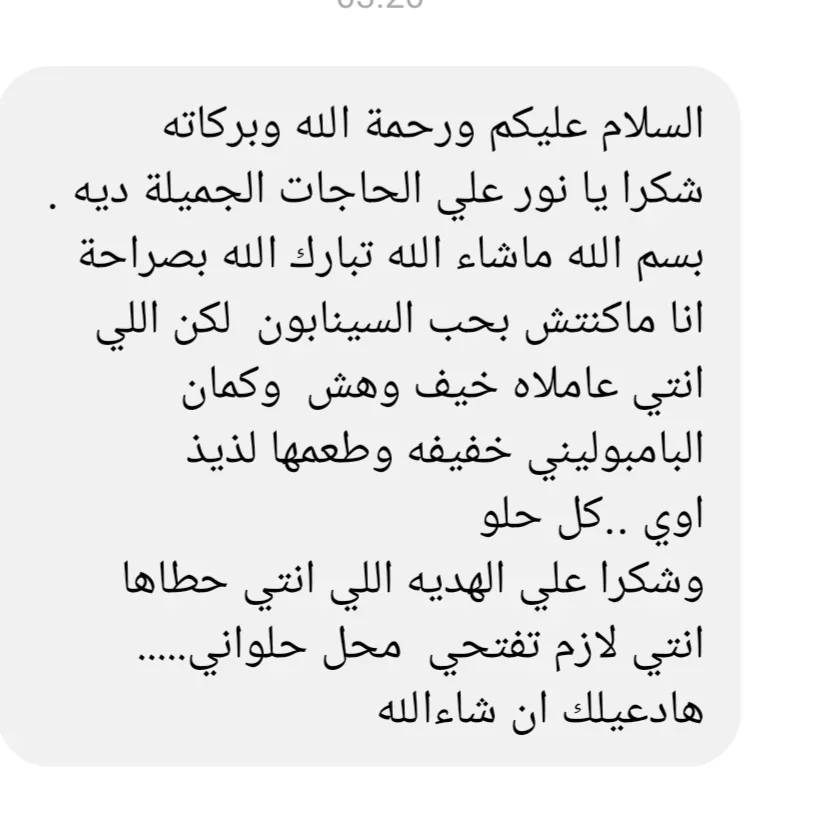 السلام عليكم ورحمة الله وبركاته
شكرا يا نور علي الحاجات الجميلة ديه .
بسم الله ماشاء الله تبارك الله بصراحة
انا ماكنتش بحب السينابون لكن اللي
انتي عاملاه خيف وهش وكمان
البامبوليني خفيفه وطعمها لذيذ
اوي ..كل حلو
وشكرا علي الهديه اللي انتي حطاها
انتي لازم تفتحي محل حلواني.....
هادعيلك ان شاءالله